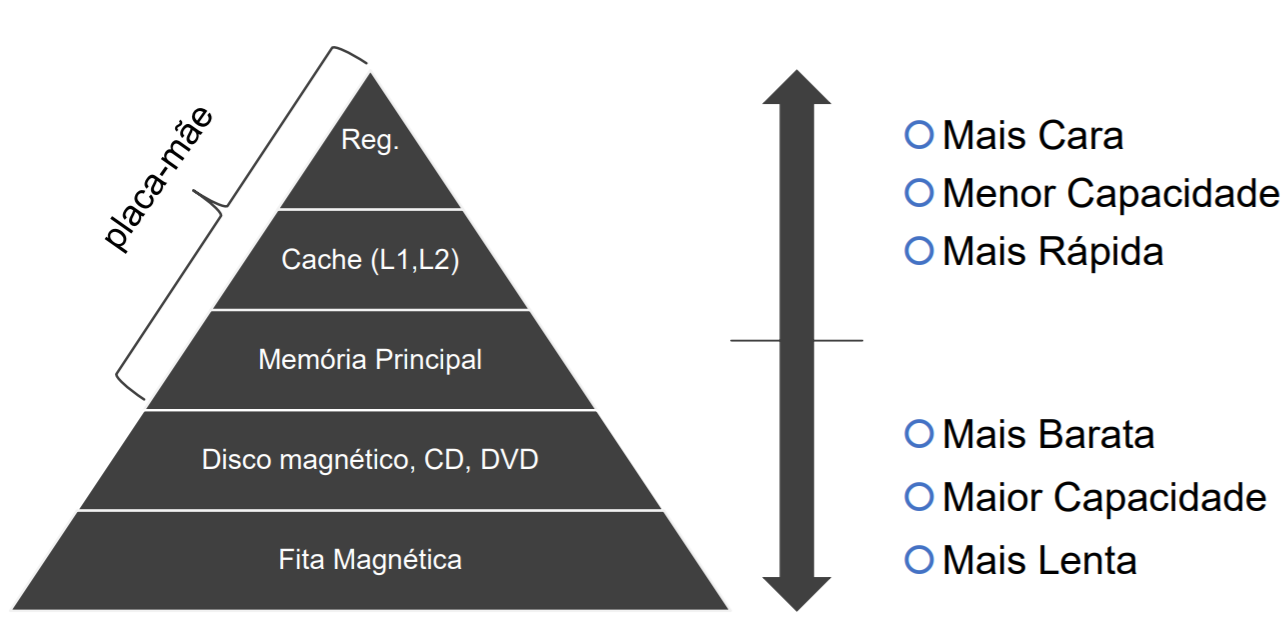 placa-mãe
Reg.
Cache (L1,L2)
Memória Principal
Disco magnético, CD, DVD
Fita Magnética
Mais Cara
Menor Capacidade
Mais Rápida
Mais Barata
Maior Capacidade
Mais Lenta